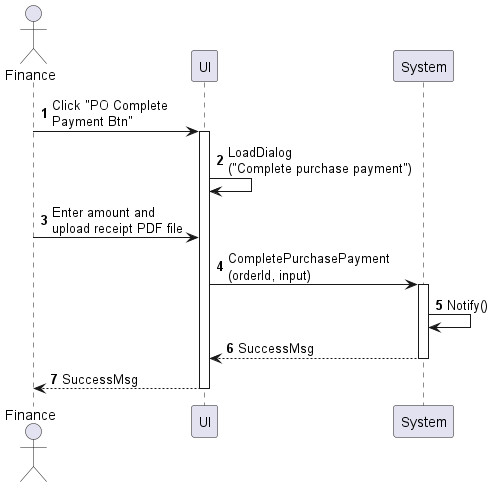 Finance
UI
System
1 Click "PO Complete
Payment Btn"
2 LoadDialog
("Complete purchase payment")
3 Enter amount and
upload receipt PDF file
4 CompletePurchasePayment
(orderId, input)
5 Notify()
6 SuccessMsg
7 SuccessMsg
Finance
UI
System